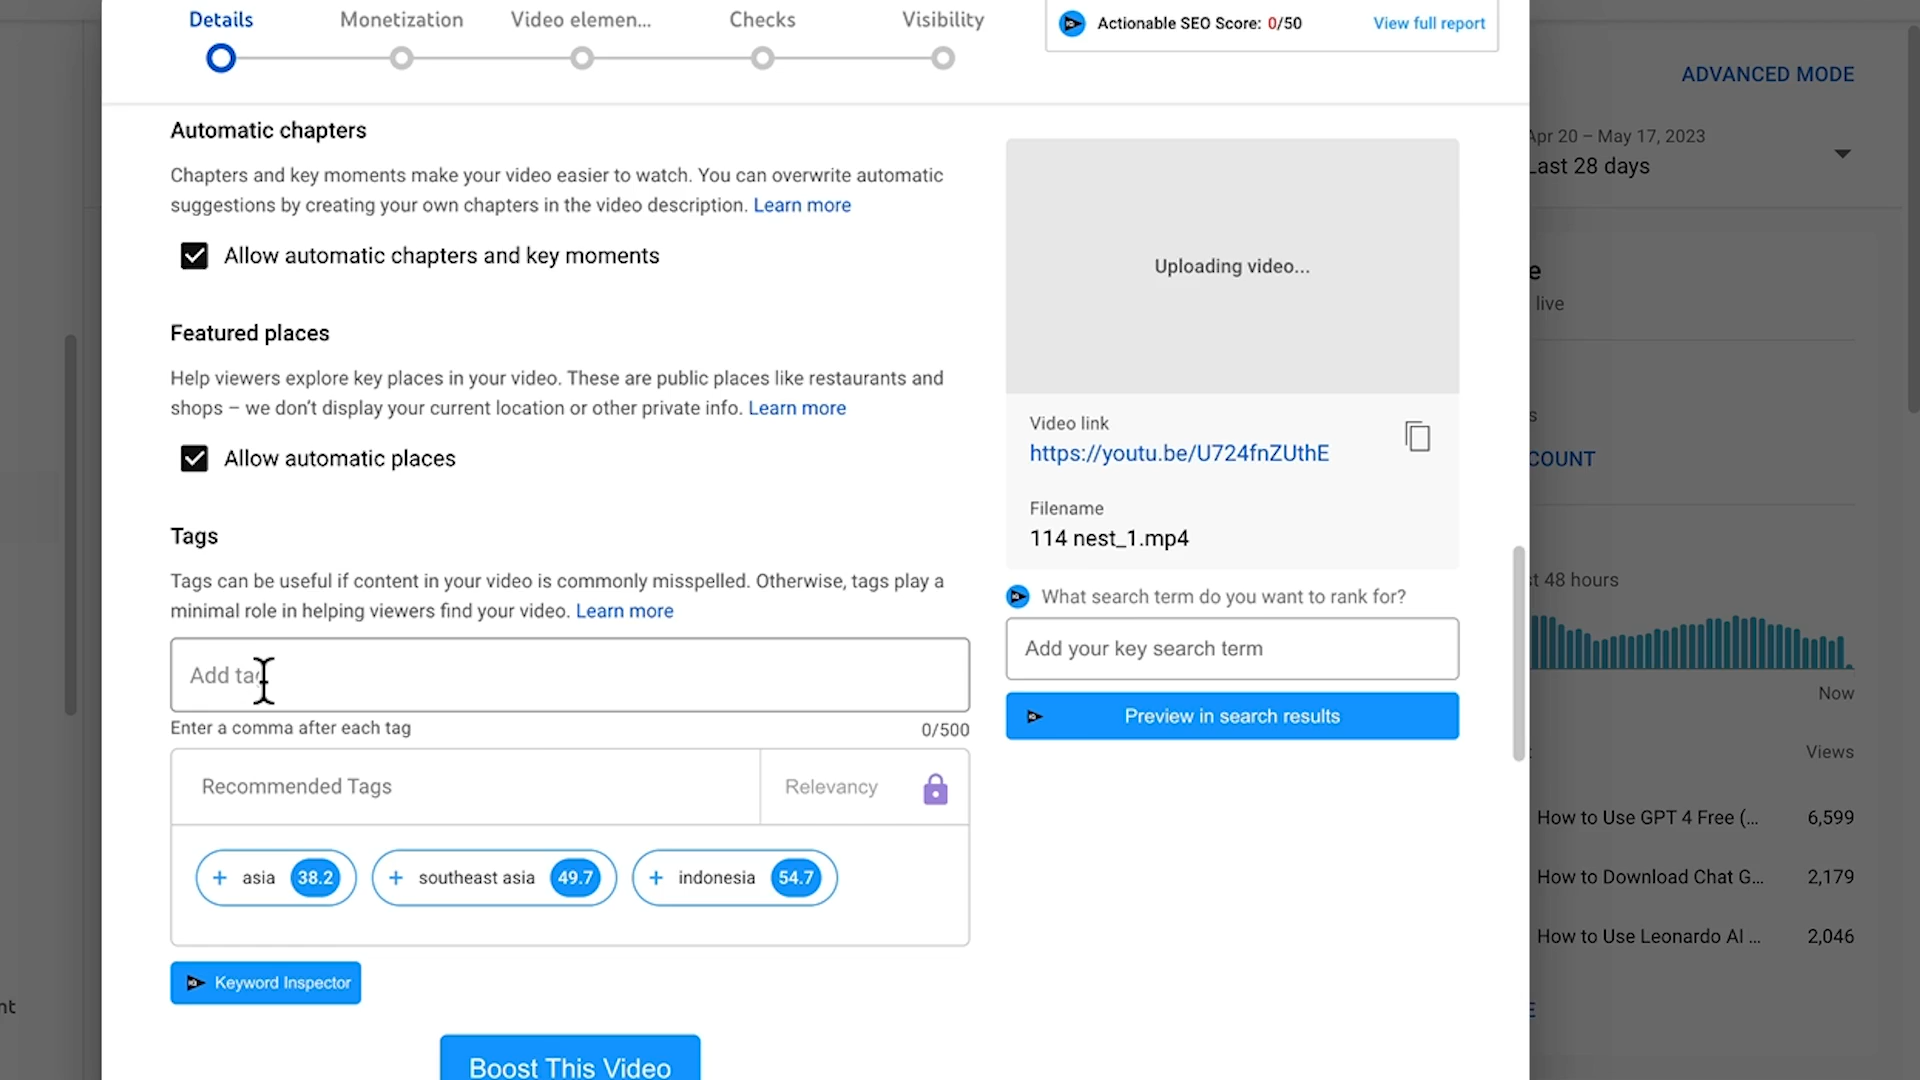 Details
Monetization
Video elemen...
Checks
Visibility
Actionable SEO Score: 0/50
View full report
Automatic chapters
Chapters and key moments make your video easier to watch. You can overwrite automatic
suggestions by creating your own chapters in the video description. Learn more
Allow automatic chapters and key moments
Featured places
Help viewers explore key places in your video. These are public places like restaurants and
shops – we don't display your current location or other private info. Learn more
Allow automatic places
Tags
Tags can be useful if content in your video is commonly misspelled. Otherwise, tags play a
minimal role in helping viewers find your video. Learn more
Add tag
Enter a comma after each tag
0/500
Recommended Tags
Relevancy
+ asia 38.2
+ southeast asia 49.7
+ indonesia 54.7
Keyword Inspector
Boost This Video
Uploading video...
Video link
https://youtu.be/U724fnZUthE
Filename
114 nest_1.mp4
What search term do you want to rank for?
Add your key search term
Preview in search results
ADVANCED MODE
Apr 20 – May 17, 2023
Last 28 days
live
COUNT
st 48 hours
Now
Views
How to Use GPT 4 Free (... 6,599
How to Download Chat G... 2,179
How to Use Leonardo AI ... 2,046
nt